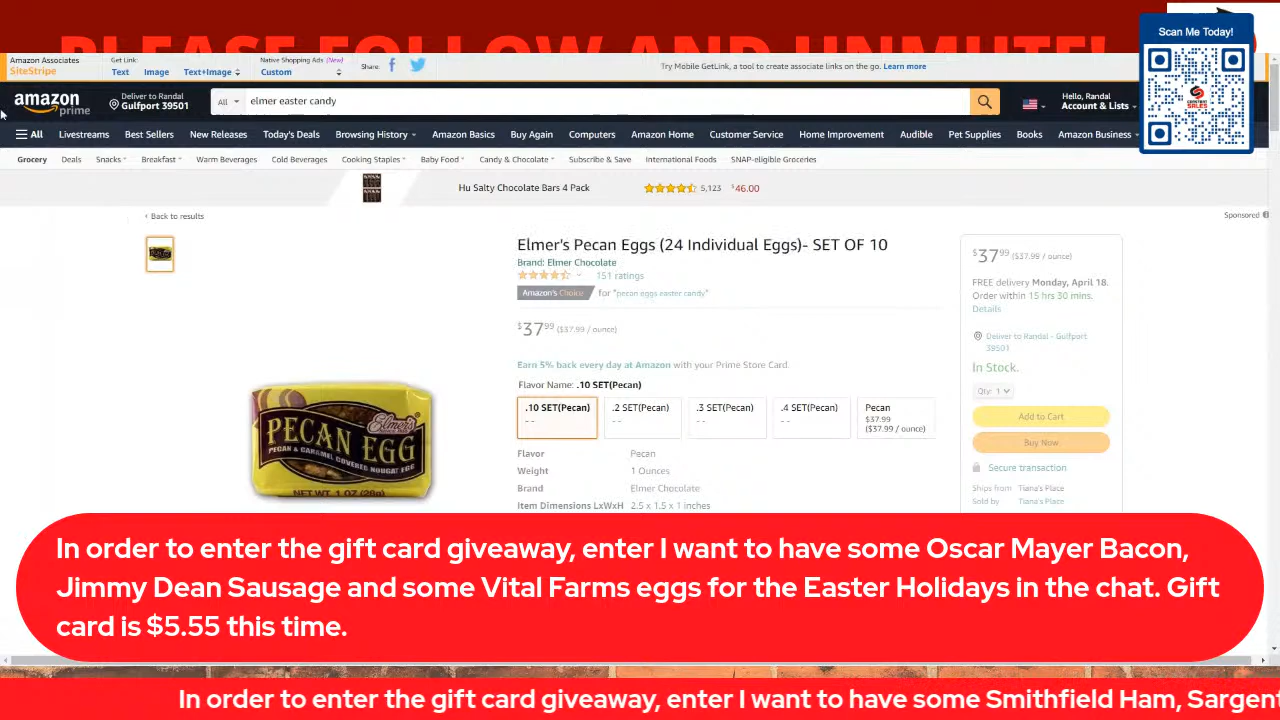 PLEASE FOLLOW AND UNMUTE!
Scan Me Today!
CONSTANT
SALES
Amazon Associates
SiteStripe
Get Link:
Text Image Text+Image
Native Shopping Ads (New)
Custom
Share:
Try Mobile GetLink, a tool to create associate links on the go. Learn more
amazon
prime
Deliver to Randal
Gulfport 39501
All
elmer easter candy
Hello, Randal
Account & Lists
All Livestreams Best Sellers New Releases Today's Deals Browsing History Amazon Basics Buy Again Computers Amazon Home Customer Service Home Improvement Audible Pet Supplies Books Amazon Business
Grocery Deals Snacks Breakfast Warm Beverages Cold Beverages Cooking Staples Baby Food Candy & Chocolate Subscribe & Save International Foods SNAP-eligible Groceries
Hu Salty Chocolate Bars 4 Pack 5,123 $46.00
‹ Back to results
Sponsored
Elmer's Pecan Eggs (24 Individual Eggs)- SET OF 10
Brand: Elmer Chocolate
151 ratings
Amazon's Choice for "pecan eggs easter candy"
$37.99 ($37.99 / ounce)
Earn 5% back every day at Amazon with your Prime Store Card.
Flavor Name: .10 SET(Pecan)
.10 SET(Pecan)
--
.2 SET(Pecan)
--
.3 SET(Pecan)
--
.4 SET(Pecan)
--
Pecan
$37.99
($37.99 / ounce)
Flavor Pecan
Weight 1 Ounces
Brand Elmer Chocolate
Item Dimensions LxWxH 2.5 x 1.5 x 1 inches
Elmer's
PECAN EGG
PECAN & CARAMEL COVERED NOUGAT EGG
NET WT. 1 OZ (28g)
$37.99 ($37.99 / ounce)
FREE delivery Monday, April 18.
Order within 15 hrs 30 mins.
Details
Deliver to Randal - Gulfport
39501
In Stock.
Qty: 1
Add to Cart
Buy Now
Secure transaction
Ships from Tiana's Place
Sold by Tiana's Place
In order to enter the gift card giveaway, enter I want to have some Oscar Mayer Bacon,
Jimmy Dean Sausage and some Vital Farms eggs for the Easter Holidays in the chat. Gift
card is $5.55 this time.
In order to enter the gift card giveaway, enter I want to have some Smithfield Ham, Sargent